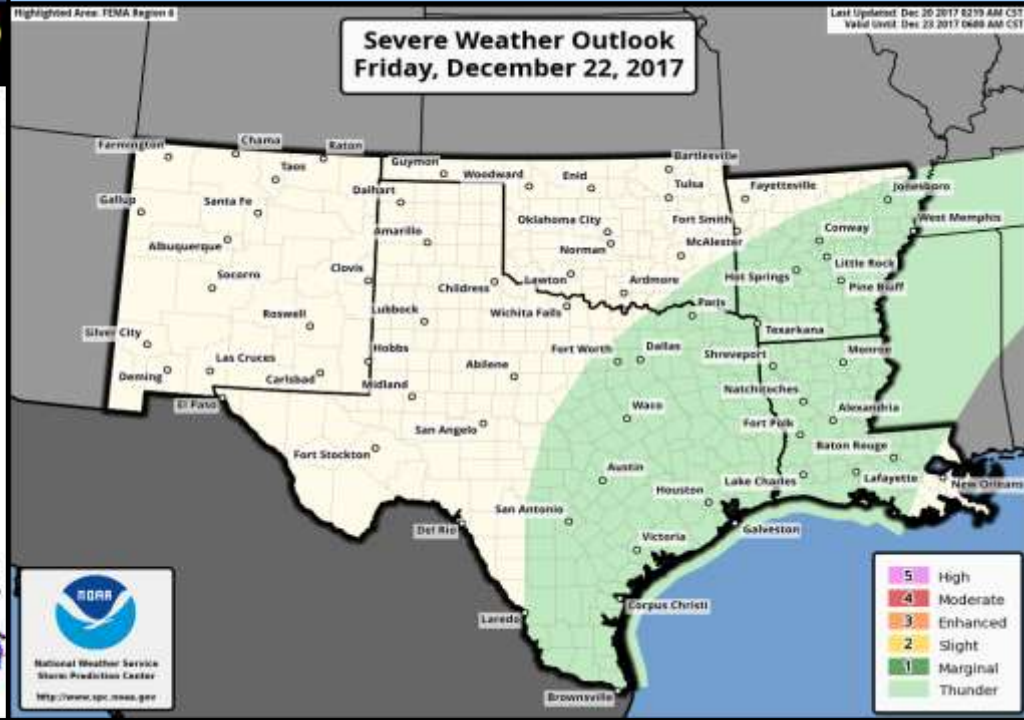 Highlighted Area: FEMA Region 6
Last Updated: Dec 20 2017 0219 AM CST
Valid Until: Dec 23 2017 0600 AM CST
Severe Weather Outlook
Friday, December 22, 2017
Farmington
Chama
Raton
Taos
Guymon
Woodward
Enid
Bartlesville
Tulsa
Fayetteville
Jonesboro
Gallup
Santa Fe
Dalhart
Oklahoma City
Fort Smith
West Memphis
Conway
Albuquerque
Amarillo
Norman
McAlester
Little Rock
Socorro
Clovis
Childress
Lawton
Ardmore
Hot Springs
Pine Bluff
Roswell
Lubbock
Wichita Falls
Paris
Texarkana
Silver City
Las Cruces
Hobbs
Abilene
Fort Worth
Dallas
Shreveport
Monroe
Deming
Carlsbad
Midland
Natchitoches
El Paso
Waco
Alexandria
San Angelo
Fort Polk
Fort Stockton
Baton Rouge
Austin
Lake Charles
Lafayette
New Orleans
Houston
San Antonio
Del Rio
Galveston
Victoria
Laredo
Corpus Christi
Brownsville
NOAA
National Weather Service
Storm Prediction Center
http://www.spc.noaa.gov
5 High
4 Moderate
3 Enhanced
2 Slight
1 Marginal
Thunder